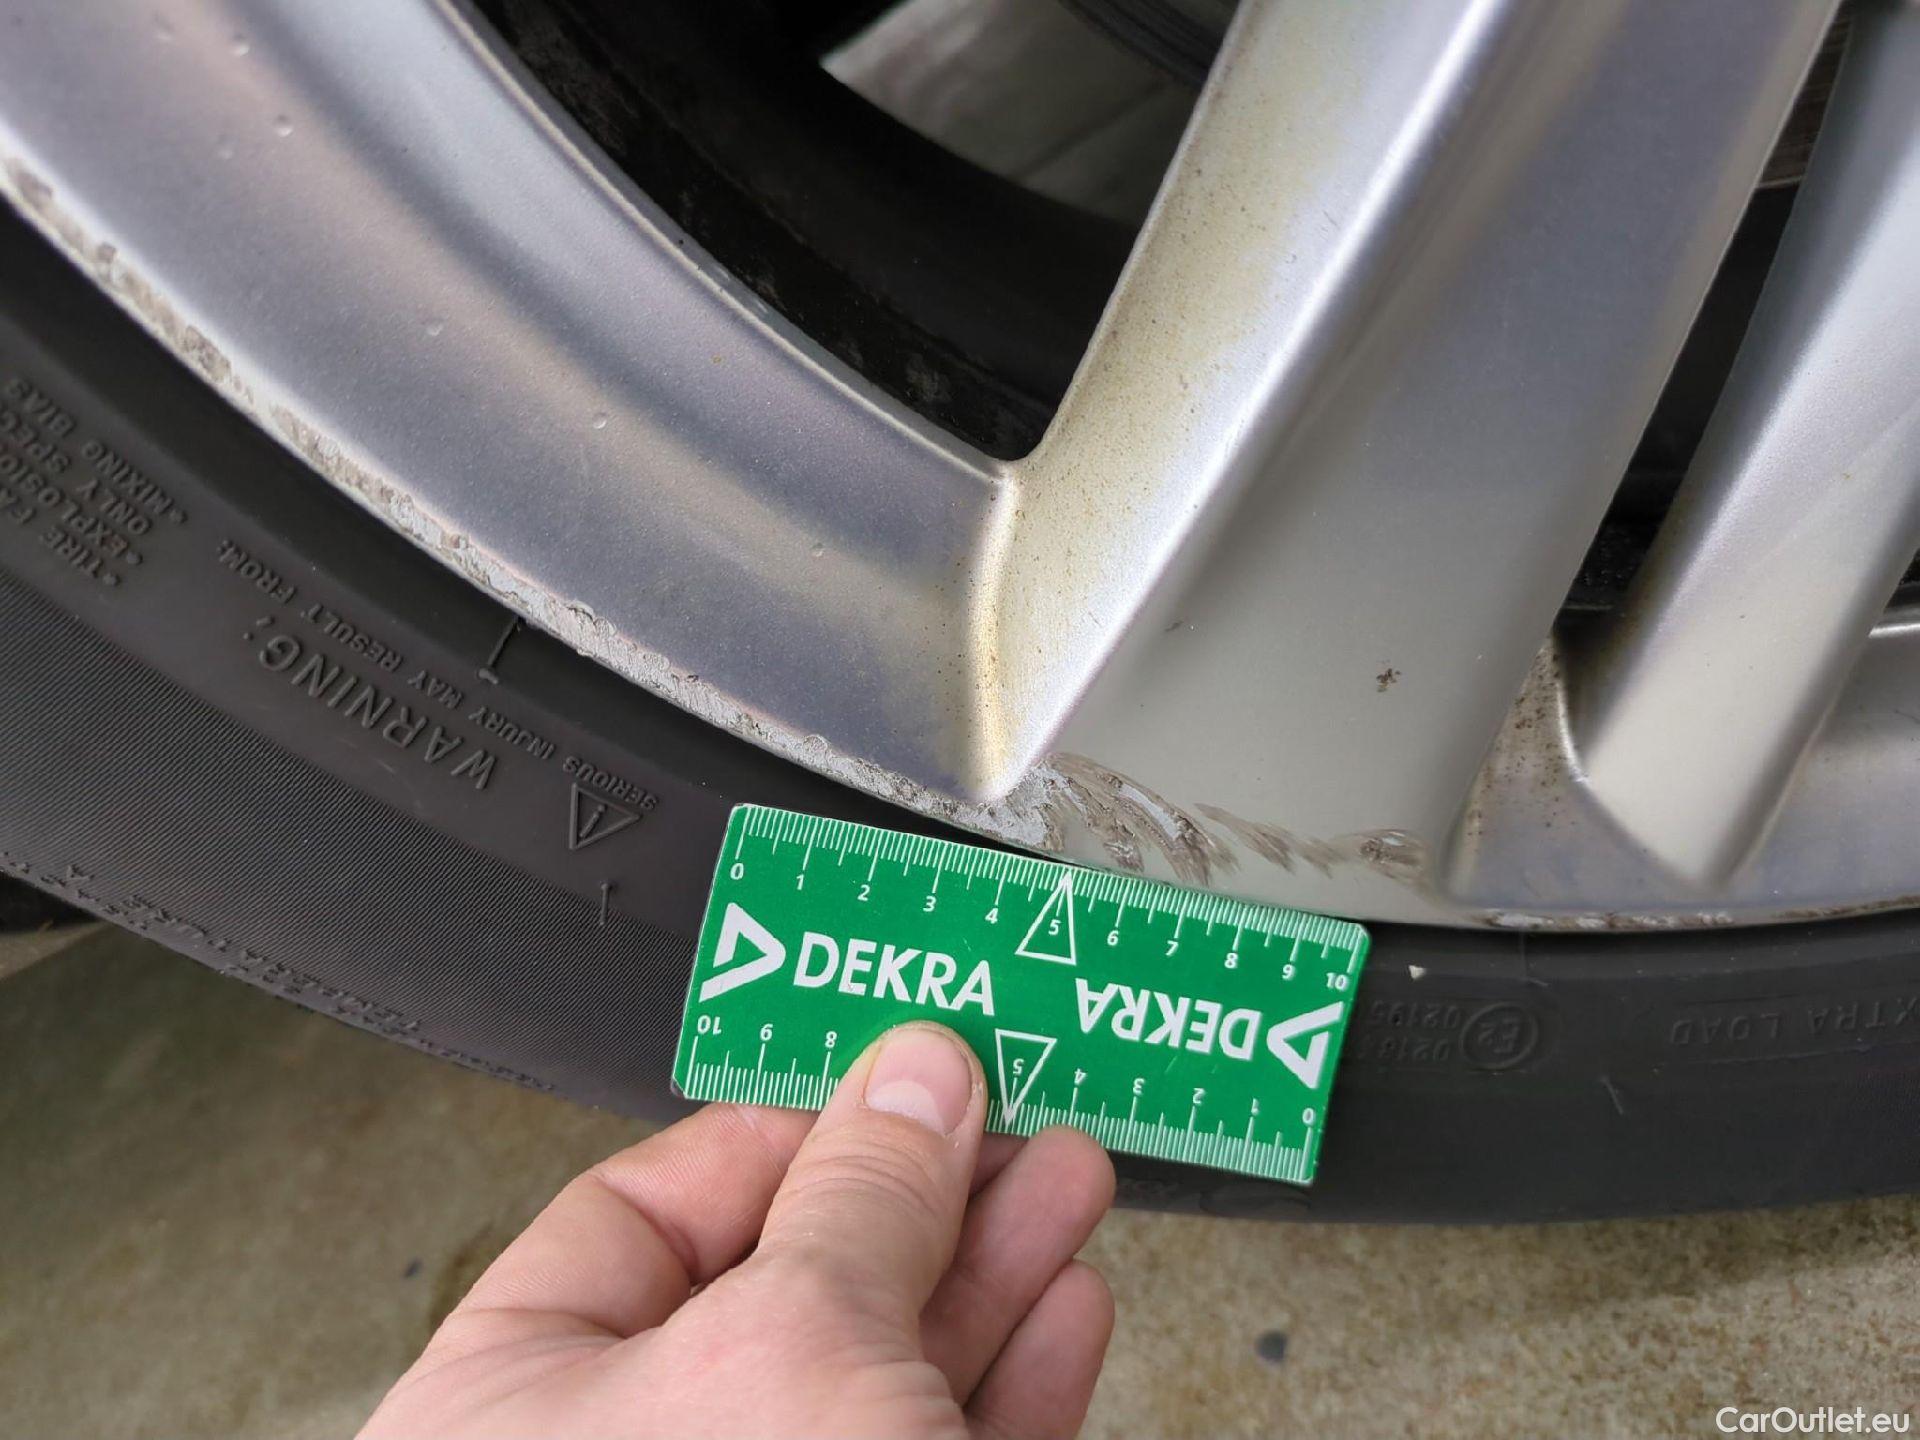 •TIRE FA
•EXPLOSIO
ONLY SPEC
•MIXING
WARNING:
SERIOUS INJURY MAY RESULT FROM:
0 1 2 3 4 5 6 7 8 9 10
DEKRA
DEKRA
10 9 8 5 4 3 2 1 0
XTRA LOAD
E2
CarOutlet.eu